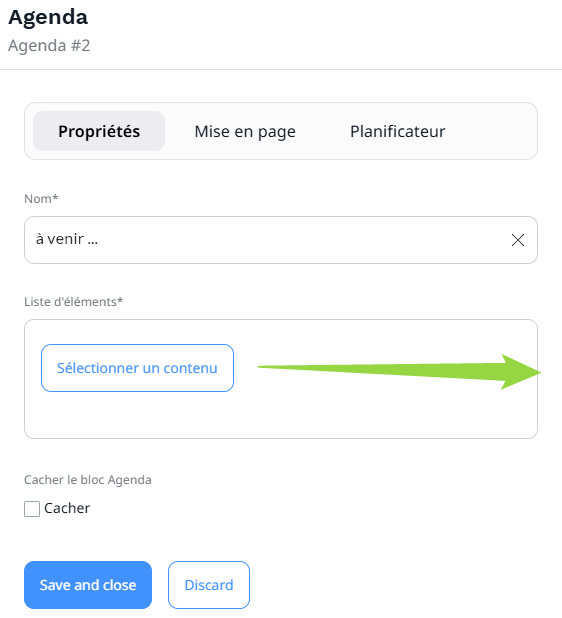 Agenda
Agenda #2
Propriétés Mise en page Planificateur
Nom*
à venir ...
Liste d'éléments*
Sélectionner un contenu
Cacher le bloc Agenda
Cacher
Save and close Discard